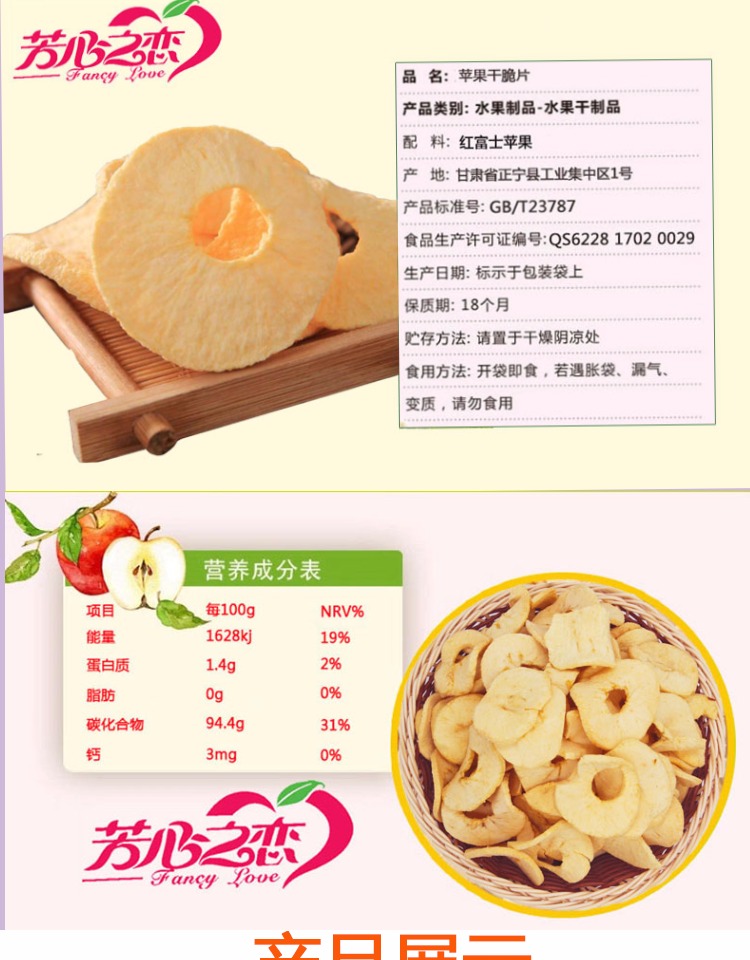 芳心之恋
Fancy Love
品 名: 苹果干脆片
产品类别: 水果制品-水果干制品
配 料: 红富士苹果
产 地: 甘肃省正宁县工业集中区1号
产品标准号: GB/T23787
食品生产许可证编号:QS6228 1702 0029
生产日期: 标示于包装袋上
保质期: 18个月
贮存方法: 请置于干燥阴凉处
食用方法: 开袋即食，若遇胀袋、漏气、
变质，请勿食用
营养成分表
项目 每100g NRV%
能量 1628kj 19%
蛋白质 1.4g 2%
脂肪 0g 0%
碳化合物 94.4g 31%
钙 3mg 0%
芳心之恋
Fancy Love
产品展示